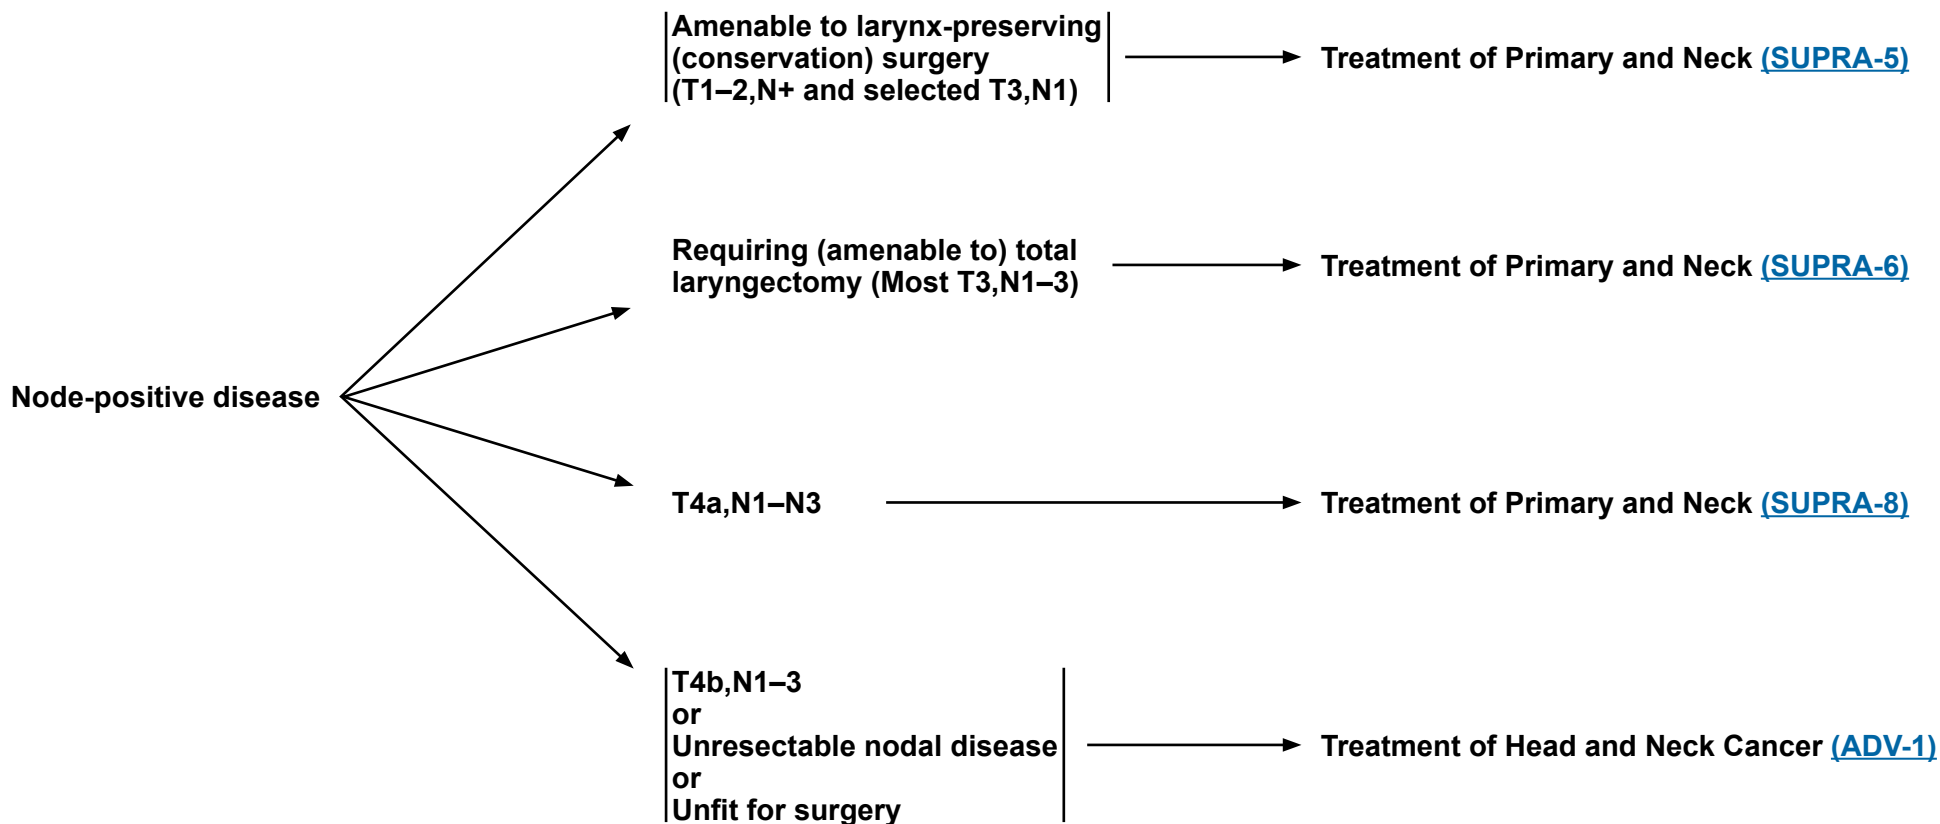 Amenable to larynx-preserving
(conservation) surgery
(T1–2,N+ and selected T3,N1)
Treatment of Primary and Neck (SUPRA-5)
Requiring (amenable to) total
laryngectomy (Most T3,N1–3)
Treatment of Primary and Neck (SUPRA-6)
Node-positive disease
T4a,N1–N3
Treatment of Primary and Neck (SUPRA-8)
T4b,N1–3
or
Unresectable nodal disease
or
Unfit for surgery
Treatment of Head and Neck Cancer (ADV-1)